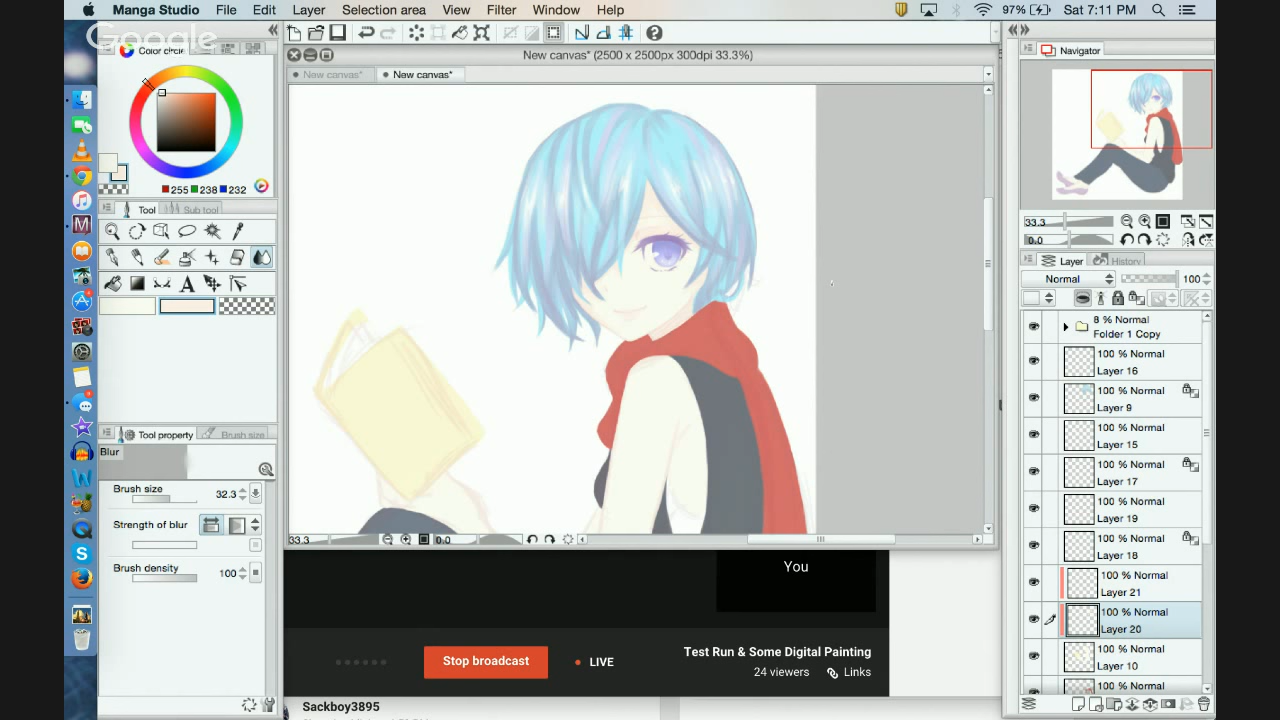 Manga Studio File Edit Layer Selection area View Filter Window Help
97% Sat 7:11 PM
Google
Color circle
New canvas* (2500 x 2500px 300dpi 33.3%)
New canvas* New canvas*
Navigator
255 238 232
Tool Sub tool
33.3
0.0
Layer History
Normal 100
8 % Normal
Folder 1 Copy
100 % Normal
Layer 16
100 % Normal
Layer 9
100 % Normal
Layer 15
100 % Normal
Layer 17
100 % Normal
Layer 19
100 % Normal
Layer 18
100 % Normal
Layer 21
100 % Normal
Layer 20
100 % Normal
Layer 10
100 % Normal
Tool property Brush size
Blur
Brush size 32.3
Strength of blur
Brush density 100
33.3 0.0
You
Stop broadcast
LIVE
Test Run & Some Digital Painting
24 viewers Links
Sackboy3895